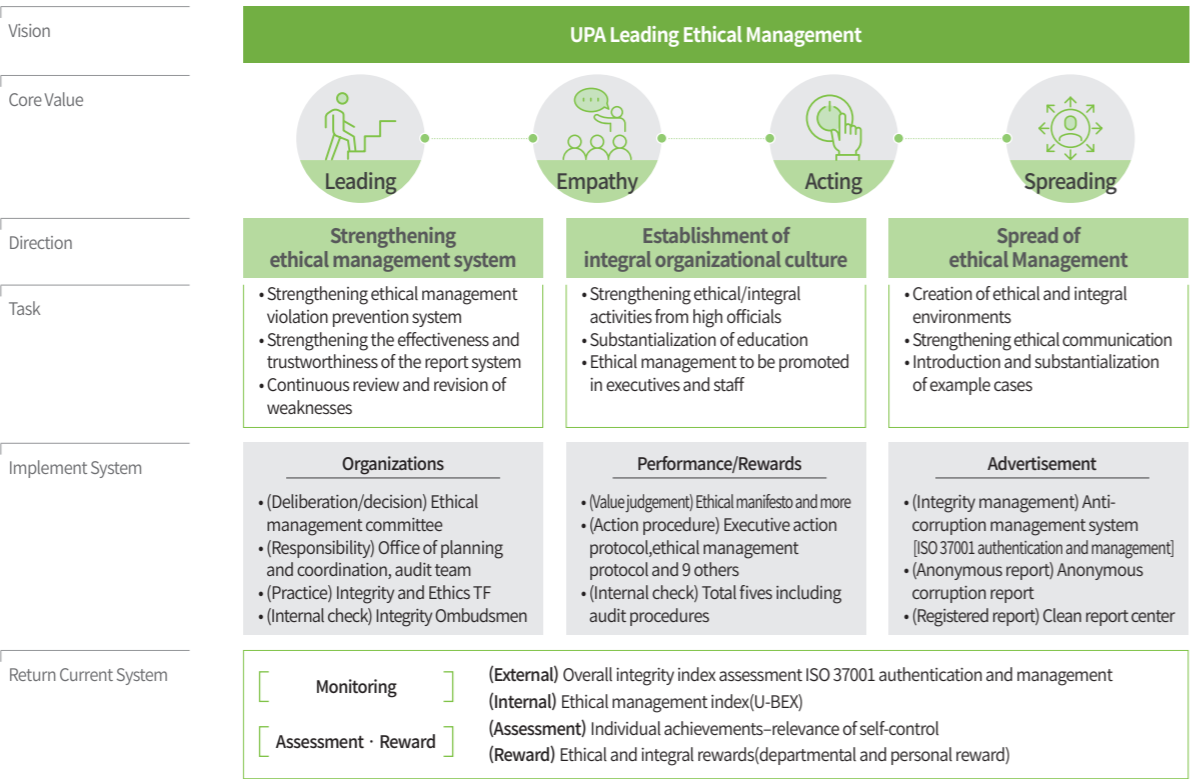 Vision
UPA Leading Ethical Management
Core Value
Leading
Empathy
Acting
Spreading
Direction
Strengthening
ethical management system
Establishment of
integral organizational culture
Spread of
ethical Management
Task
• Strengthening ethical management
violation prevention system
• Strengthening the effectiveness and
trustworthiness of the report system
• Continuous review and revision of
weaknesses
• Strengthening ethical/integral
activities from high officials
• Substantialization of education
• Ethical management to be promoted
in executives and staff
• Creation of ethical and integral
environments
• Strengthening ethical communication
• Introduction and substantialization
of example cases
Implement System
Organizations
• (Deliberation/decision) Ethical
management committee
• (Responsibility) Office of planning
and coordination, audit team
• (Practice) Integrity and Ethics TF
• (Internal check) Integrity Ombudsmen
Performance/Rewards
• (Value judgement) Ethical manifesto and more
• (Action procedure) Executive action
protocol,ethical management
protocol and 9 others
• (Internal check) Total fives including
audit procedures
Advertisement
• (Integrity management) Anti-
corruption management system
[ISO 37001 authentication and management]
• (Anonymous report) Anonymous
corruption report
• (Registered report) Clean report center
Return Current System
Monitoring
(External) Overall integrity index assessment ISO 37001 authentication and management
(Internal) Ethical management index(U-BEX)
Assessment · Reward
(Assessment) Individual achievements–relevance of self-control
(Reward) Ethical and integral rewards(departmental and personal reward)